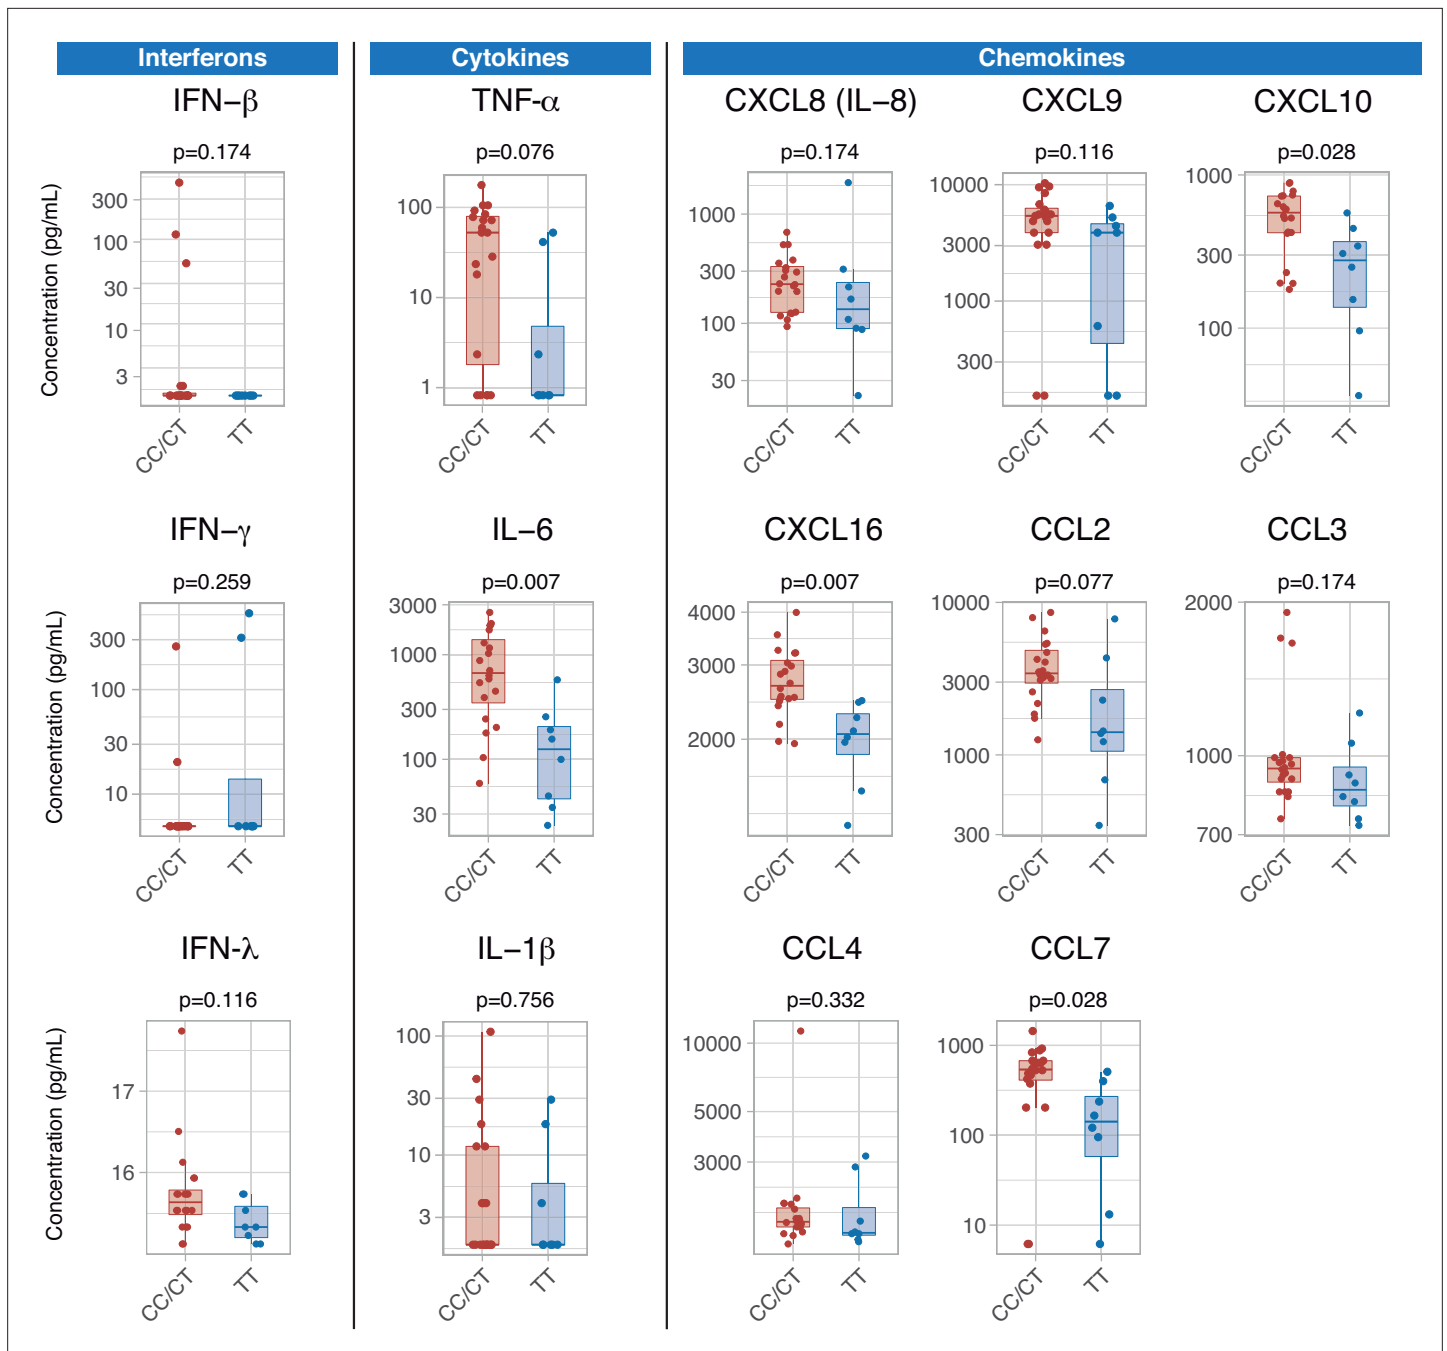 Interferons
Cytokines
Chemokines
IFN−β
TNF-α
CXCL8 (IL−8)
CXCL9
CXCL10
p=0.174
p=0.076
p=0.174
p=0.116
p=0.028
Concentration (pg/mL)
300
100
30
10
3
CC/CT
TT
100
10
1
CC/CT
TT
1000
300
100
30
CC/CT
TT
10000
3000
1000
300
CC/CT
TT
1000
300
100
CC/CT
TT
IFN−γ
IL−6
CXCL16
CCL2
CCL3
p=0.259
p=0.007
p=0.007
p=0.077
p=0.174
Concentration (pg/mL)
300
100
30
10
CC/CT
TT
3000
1000
300
100
30
CC/CT
TT
4000
3000
2000
CC/CT
TT
10000
3000
1000
300
CC/CT
TT
2000
1000
700
CC/CT
TT
IFN-λ
IL−1β
CCL4
CCL7
p=0.116
p=0.756
p=0.332
p=0.028
Concentration (pg/mL)
17
16
CC/CT
TT
100
30
10
3
CC/CT
TT
10000
5000
3000
CC/CT
TT
1000
100
10
CC/CT
TT